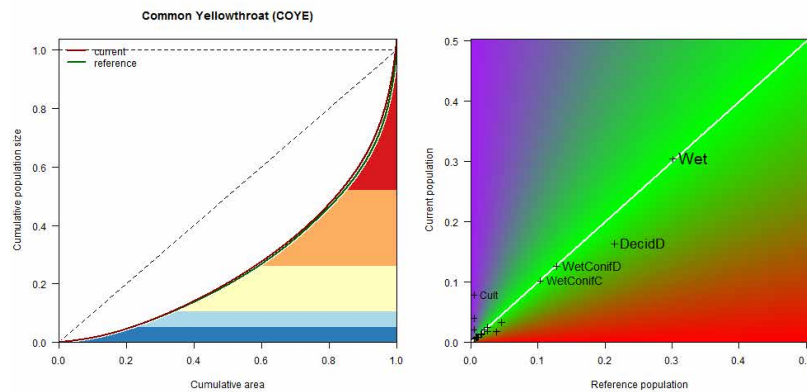 Common Yellowthroat (COYE)
current
reference
1.0
0.8
0.6
0.4
0.2
0.0
Cumulative population size
0.0 0.2 0.4 0.6 0.8 1.0
Cumulative area
0.5
0.4
0.3
0.2
0.1
0.0
Current population
Wet
DecidD
WetConifD
WetConifC
Cult
0.0 0.1 0.2 0.3 0.4 0.5
Reference population